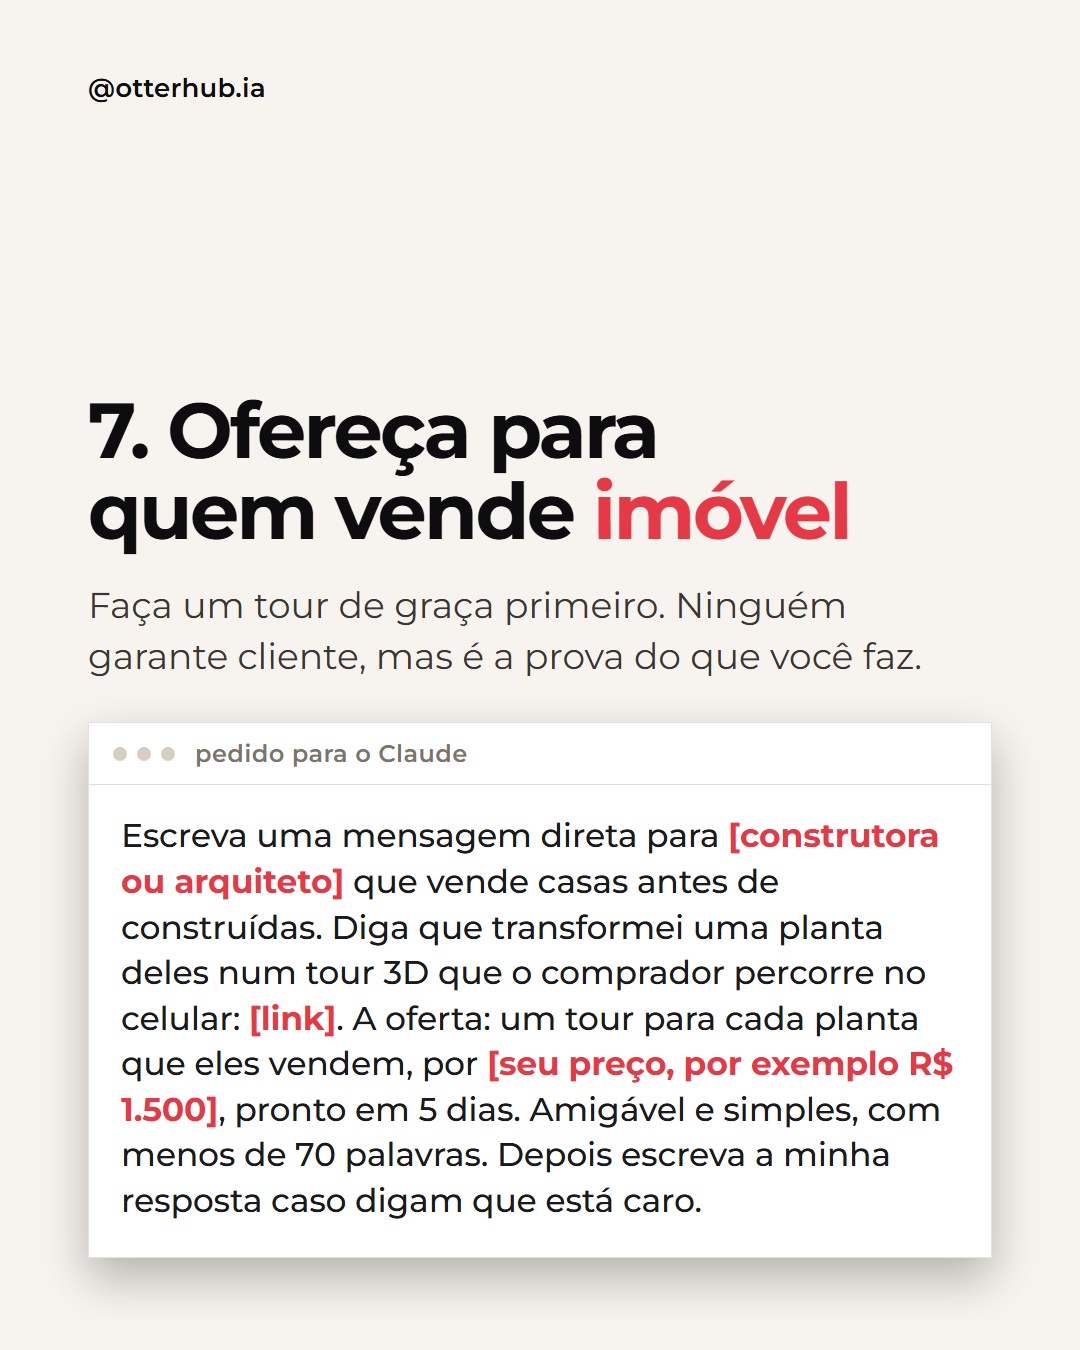 @otterhub.ia
7. Ofereça para
quem vende imóvel
Faça um tour de graça primeiro. Ninguém
garante cliente, mas é a prova do que você faz.
pedido para o Claude
Escreva uma mensagem direta para [construtora
ou arquiteto] que vende casas antes de
construídas. Diga que transformei uma planta
deles num tour 3D que o comprador percorre no
celular: [link]. A oferta: um tour para cada planta
que eles vendem, por [seu preço, por exemplo R$
1.500], pronto em 5 dias. Amigável e simples, com
menos de 70 palavras. Depois escreva a minha
resposta caso digam que está caro.